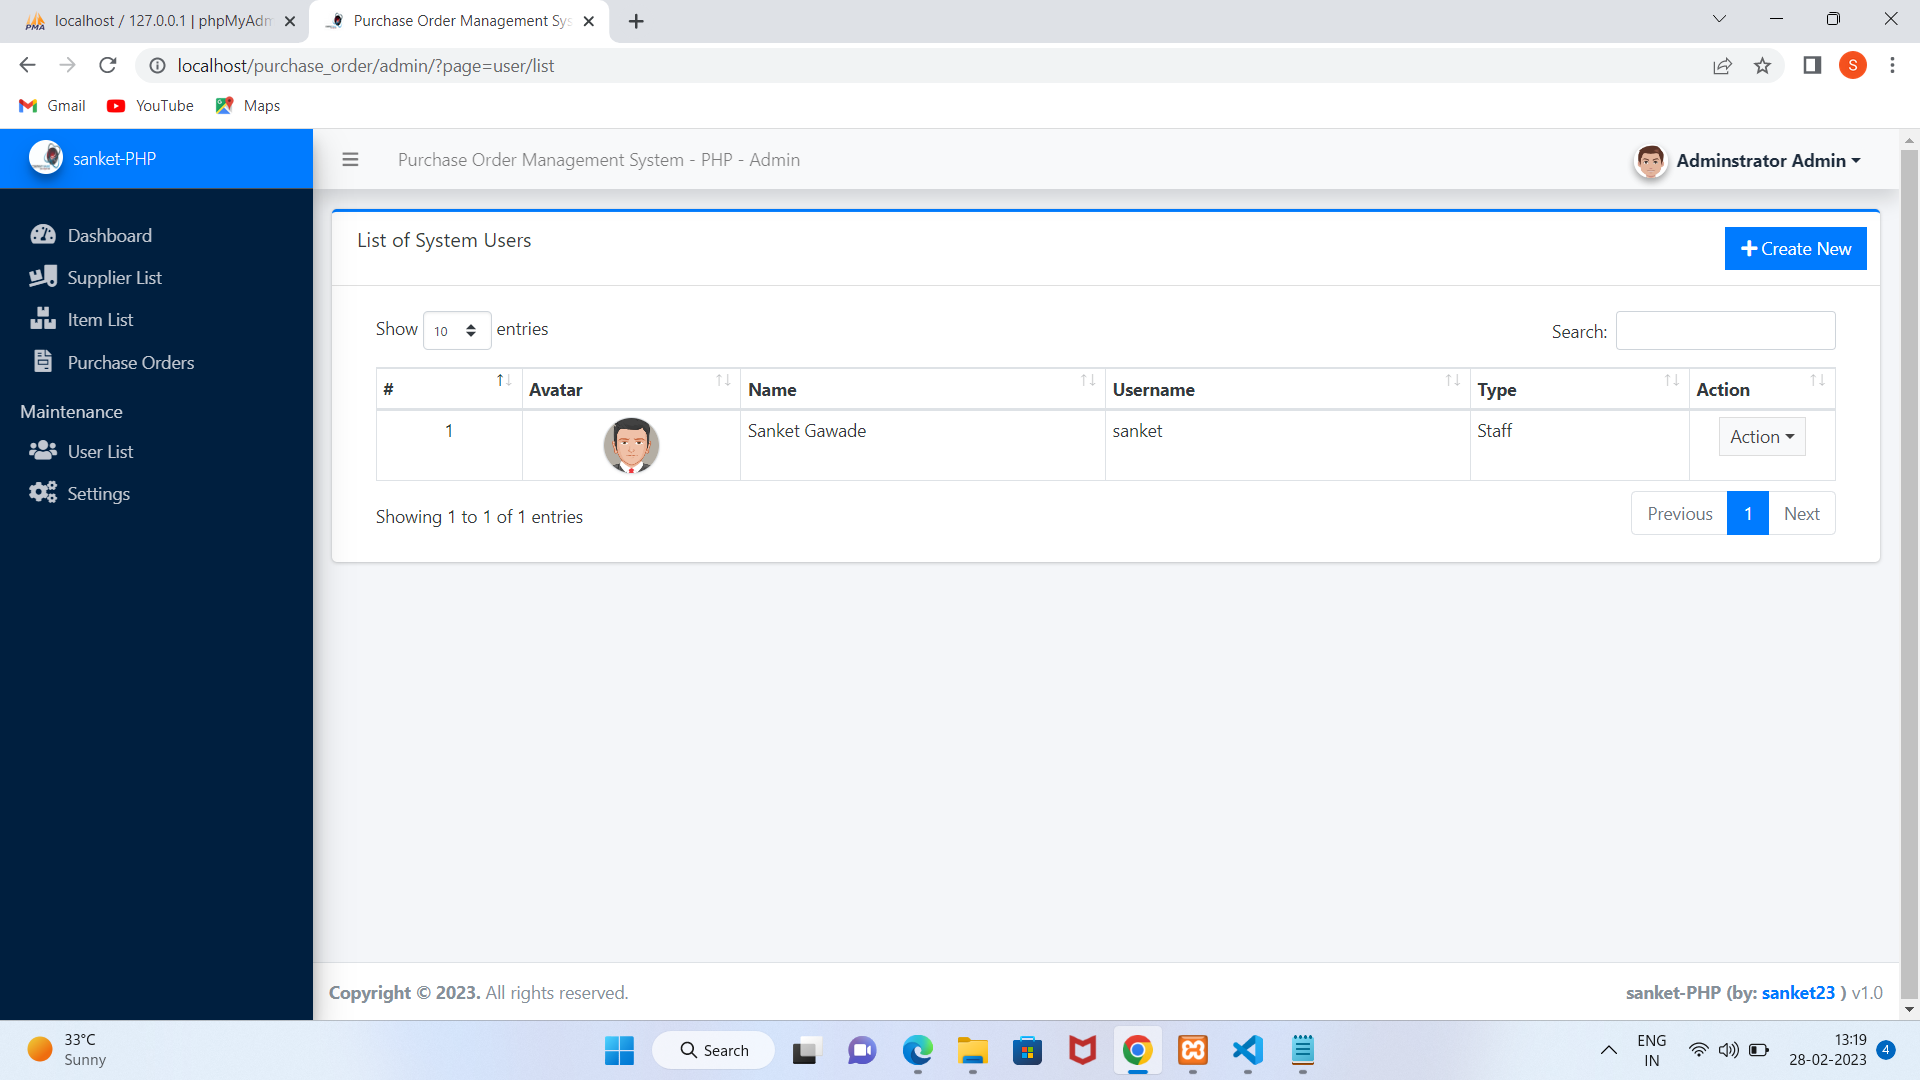 localhost / 127.0.0.1 | phpMyAdm
Purchase Order Management Sys
localhost/purchase_order/admin/?page=user/list
S
Gmail
YouTube
Maps
sanket-PHP
Purchase Order Management System - PHP - Admin
Adminstrator Admin
Dashboard
Supplier List
Item List
Purchase Orders
Maintenance
User List
Settings
List of System Users
Create New
Show 10 entries
Search:
# Avatar Name Username Type Action
1 Sanket Gawade sanket Staff Action
Showing 1 to 1 of 1 entries
Previous 1 Next
Copyright © 2023. All rights reserved.
sanket-PHP (by: sanket23 ) v1.0
33°C
Sunny
Search
ENG
IN
13:19
28-02-2023
4